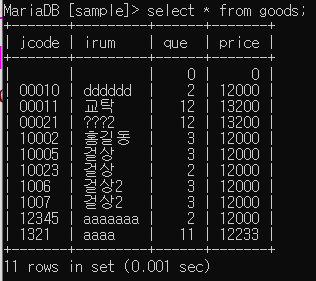 MariaDB [sample]> select * from goods;
+-------+---------+------+-------+
| jcode | irum | que | price |
+-------+---------+------+-------+
| | | 0 | 0 |
| 00010 | dddddd | 2 | 12000 |
| 00011 | 교탁 | 12 | 13200 |
| 00021 | ???2 | 12 | 13200 |
| 10002 | 홍길동 | 3 | 12000 |
| 10005 | 걸상 | 3 | 12000 |
| 10023 | 걸상 | 2 | 12000 |
| 1006 | 걸상2 | 3 | 12000 |
| 1007 | 걸상2 | 3 | 12000 |
| 12345 | aaaaaaa | 2 | 12000 |
| 1321 | aaaa | 11 | 12233 |
+-------+---------+------+-------+
11 rows in set (0.001 sec)